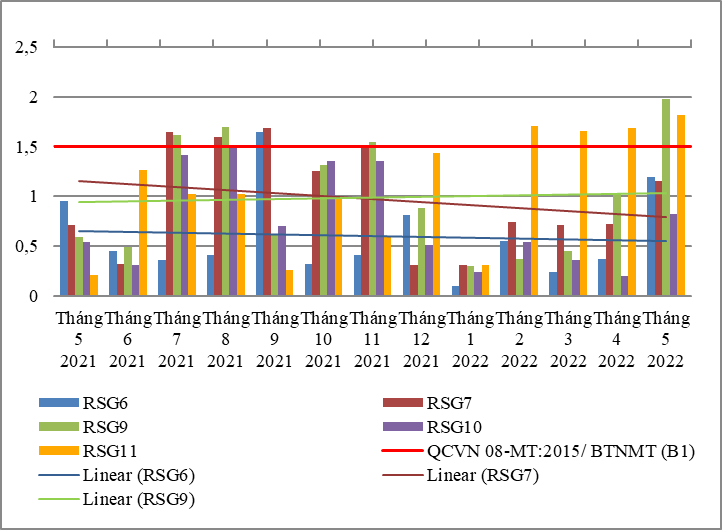 2,5
2
1,5
1
0,5
0
Tháng 5 2021
Tháng 6 2021
Tháng 7 2021
Tháng 8 2021
Tháng 9 2021
Tháng 10 2021
Tháng 11 2021
Tháng 12 2021
Tháng 1 2022
Tháng 2 2022
Tháng 3 2022
Tháng 4 2022
Tháng 5 2022
RSG6
RSG7
RSG9
RSG10
RSG11
QCVN 08-MT:2015/ BTNMT (B1)
Linear (RSG6)
Linear (RSG7)
Linear (RSG9)